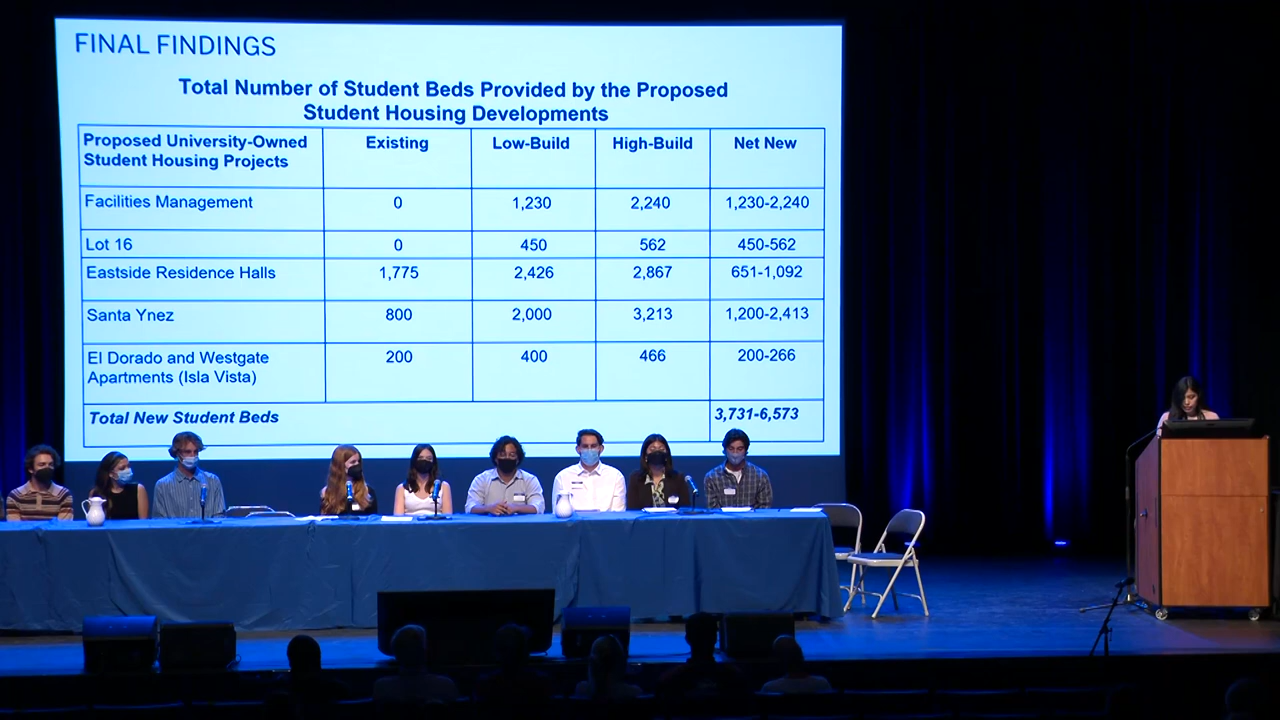 FINAL FINDINGS
Total Number of Student Beds Provided by the Proposed
Student Housing Developments
Proposed University-Owned Student Housing Projects Existing Low-Build High-Build Net New
Facilities Management 0 1,230 2,240 1,230-2,240
Lot 16 0 450 562 450-562
Eastside Residence Halls 1,775 2,426 2,867 651-1,092
Santa Ynez 800 2,000 3,213 1,200-2,413
El Dorado and Westgate Apartments (Isla Vista) 200 400 466 200-266
Total New Student Beds 3,731-6,573